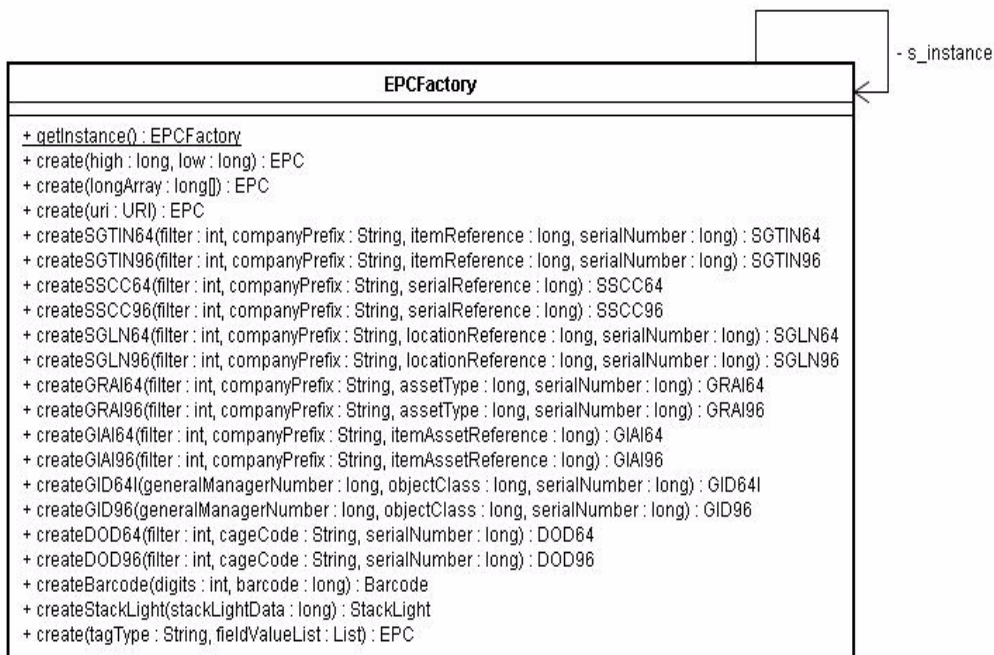 - s_instance
EPCFactory
+ getInstance() : EPCFactory
+ create(high : long, low : long) : EPC
+ create(longArray : long[]) : EPC
+ create(uri : URI) : EPC
+ createSGTIN64(filter : int, companyPrefix : String, itemReference : long, serialNumber : long) : SGTIN64
+ createSGTIN96(filter : int, companyPrefix : String, itemReference : long, serialNumber : long) : SGTIN96
+ createSSCC64(filter : int, companyPrefix : String, serialReference : long) : SSCC64
+ createSSCC96(filter : int, companyPrefix : String, serialReference : long) : SSCC96
+ createSGLN64(filter : int, companyPrefix : String, locationReference : long, serialNumber : long) : SGLN64
+ createSGLN96(filter : int, companyPrefix : String, locationReference : long, serialNumber : long) : SGLN96
+ createGRAI64(filter : int, companyPrefix : String, assetType : long, serialNumber : long) : GRAI64
+ createGRAI96(filter : int, companyPrefix : String, assetType : long, serialNumber : long) : GRAI96
+ createGIAI64(filter : int, companyPrefix : String, itemAssetReference : long) : GIAI64
+ createGIAI96(filter : int, companyPrefix : String, itemAssetReference : long) : GIAI96
+ createGID64I(generalManagerNumber : long, objectClass : long, serialNumber : long) : GID64I
+ createGID96(generalManagerNumber : long, objectClass : long, serialNumber : long) : GID96
+ createDOD64(filter : int, cageCode : String, serialNumber : long) : DOD64
+ createDOD96(filter : int, cageCode : String, serialNumber : long) : DOD96
+ createBarcode(digits : int, barcode : long) : Barcode
+ createStackLight(stackLightData : long) : StackLight
+ create(tagType : String, fieldValueList : List) : EPC